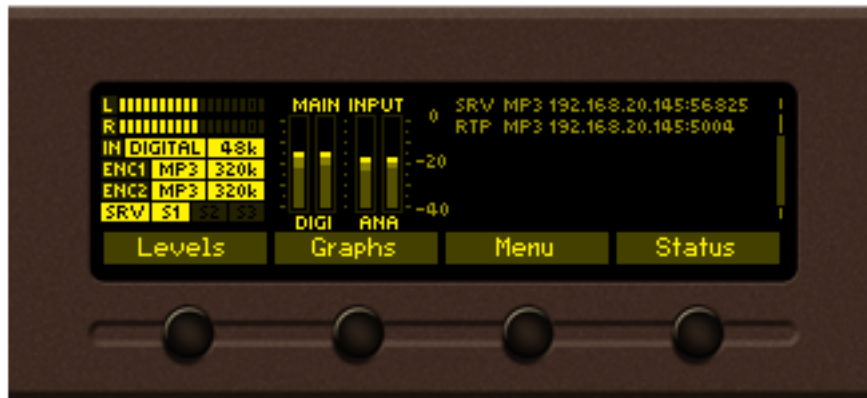 L
R
IN DIGITAL 48k
ENC1 MP3 320k
ENC2 MP3 320k
SRV S1 S2 S3
MAIN INPUT
0
-20
-40
DIGI ANA
SRV MP3 192.168.20.145:56825
RTP MP3 192.168.20.145:5004
Levels Graphs Menu Status